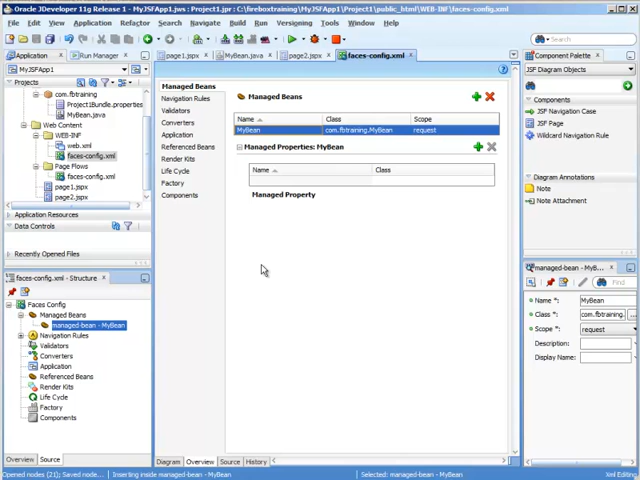 Oracle JDeveloper 11g Release 1 - MyJSFApp1 : Project1.jpr : C:\fireboxtraining\MyJSFApp1\Project1\public_html\WEB-INF\faces-config.xml
File Edit View Application Refactor Search Navigate Build Run Versioning Tools Window Help
Search
Application
Run Manager
page1.jspx
MyBean.java
page2.jspx
faces-config.xml
Component Palette
MyJSFApp1
JSF Diagram Objects
Projects
com.fbtraining
Project1Bundle.properties
MyBean.java
Web Content
WEB-INF
web.xml
faces-config.xml
Page Flows
faces-config.xml
page1.jspx
page2.jspx
Application Resources
Data Controls
Recently Opened Files
Managed Beans
Navigation Rules
Validators
Converters
Application
Referenced Beans
Render Kits
Life Cycle
Factory
Components
Managed Beans
Name Class Scope
MyBean com.fbtraining.MyBean request
Managed Properties: MyBean
Name Class
Managed Property
Components
JSF Navigation Case
JSF Page
Wildcard Navigation Rule
Diagram Annotations
Note
Note Attachment
faces-config.xml - Structure
Faces Config
Managed Beans
managed-bean - MyBean
Navigation Rules
Validators
Converters
Application
Referenced Beans
Render Kits
Life Cycle
Factory
Components
managed-bean - MyB...
Find
Name *: MyBean
Class *: com.fbtraining. ...
Scope *: request
Description:
Display Name:
Overview Source
Diagram Overview Source History
Opened nodes (21); Saved node... Inserting inside managed-bean - MyBean Selected: managed-bean - MyBean Xml Editing